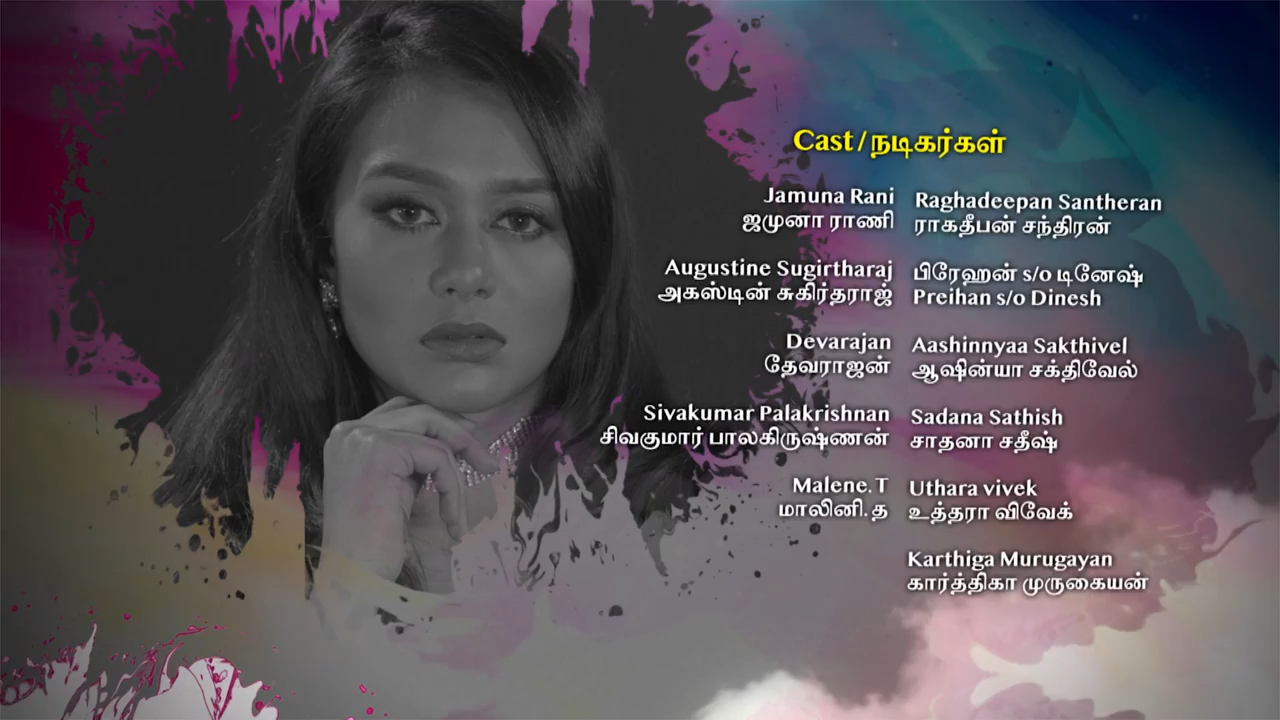 Cast / நடிகர்கள்
Jamuna Rani
ஜமுனா ராணி
Augustine Sugirtharaj
அகஸ்டின் சுகிர்தராஜ்
Devarajan
தேவராஜன்
Sivakumar Palakrishnan
சிவகுமார் பாலகிருஷ்ணன்
Malene.T
மாலினி.த
Raghadeepan Santheran
ராகதீபன் சந்திரன்
பிரேஹன் s/o டினேஷ்
Preihan s/o Dinesh
Aashinnyaa Sakthivel
ஆஷின்யா சக்திவேல்
Sadana Sathish
சாதனா சதீஷ்
Uthara vivek
உத்தரா விவேக்
Karthiga Murugayan
கார்த்திகா முருகையன்